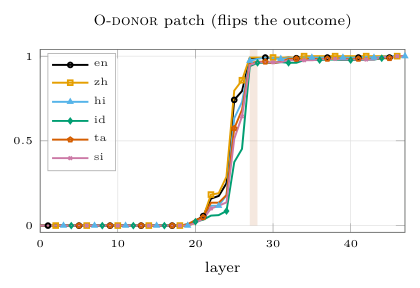 O-DONOR patch (flips the outcome)
1
0.5
0
en
zh
hi
id
ta
si
0 10 20 30 40
layer